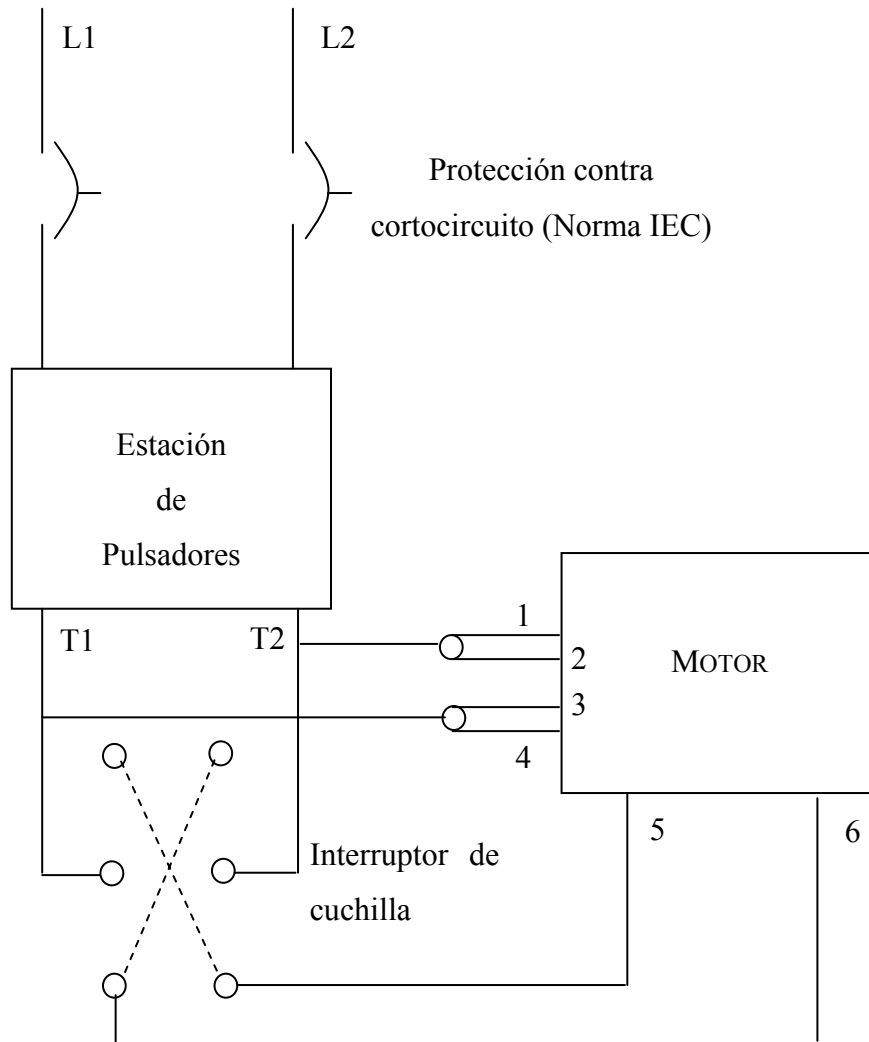 L1
L2
Protección contra
cortocircuito (Norma IEC)
Estación
de
Pulsadores
T1
T2
1
2
MOTOR
3
4
5
6
Interruptor de
cuchilla